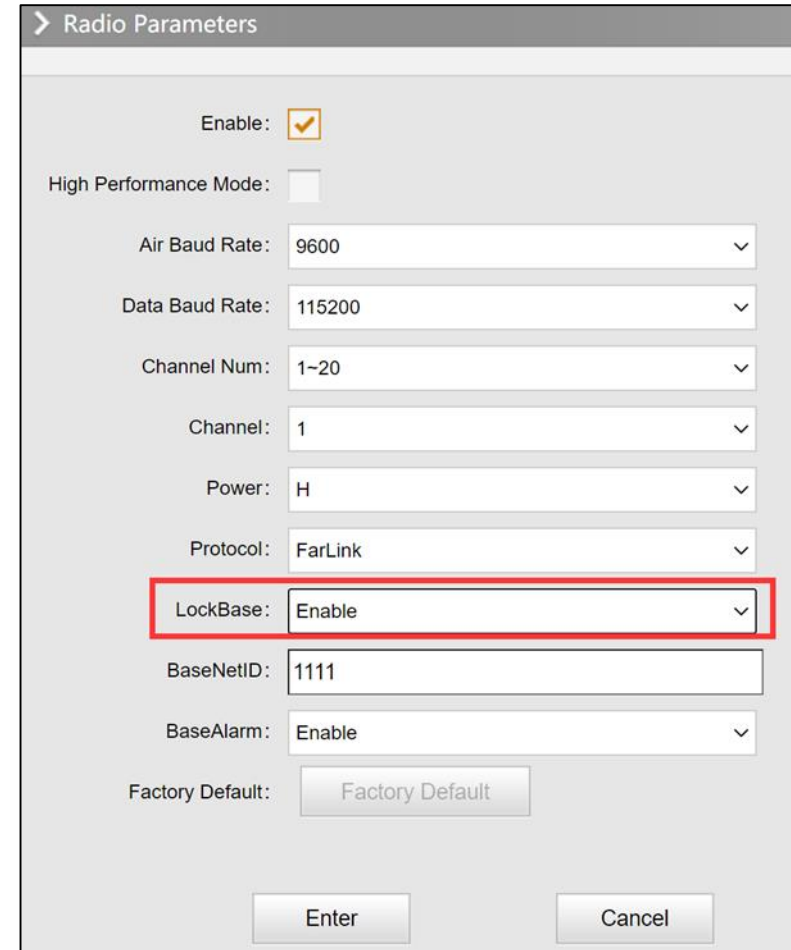 Radio Parameters
Enable:
High Performance Mode:
Air Baud Rate: 9600
Data Baud Rate: 115200
Channel Num: 1~20
Channel: 1
Power: H
Protocol: FarLink
LockBase: Enable
BaseNetID: 1111
BaseAlarm: Enable
Factory Default: Factory Default
Enter Cancel